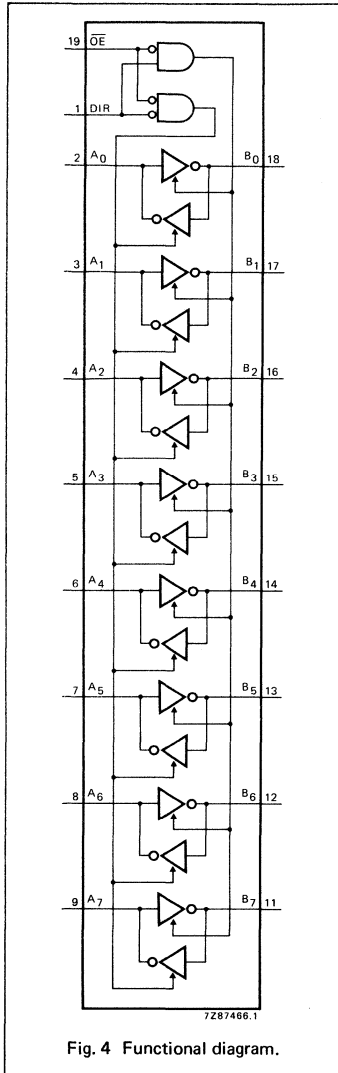 19 OE
1 DIR
2 A0 B0 18
3 A1 B1 17
4 A2 B2 16
5 A3 B3 15
6 A4 B4 14
7 A5 B5 13
8 A6 B6 12
9 A7 B7 11
7Z87466.1
Fig. 4 Functional diagram.